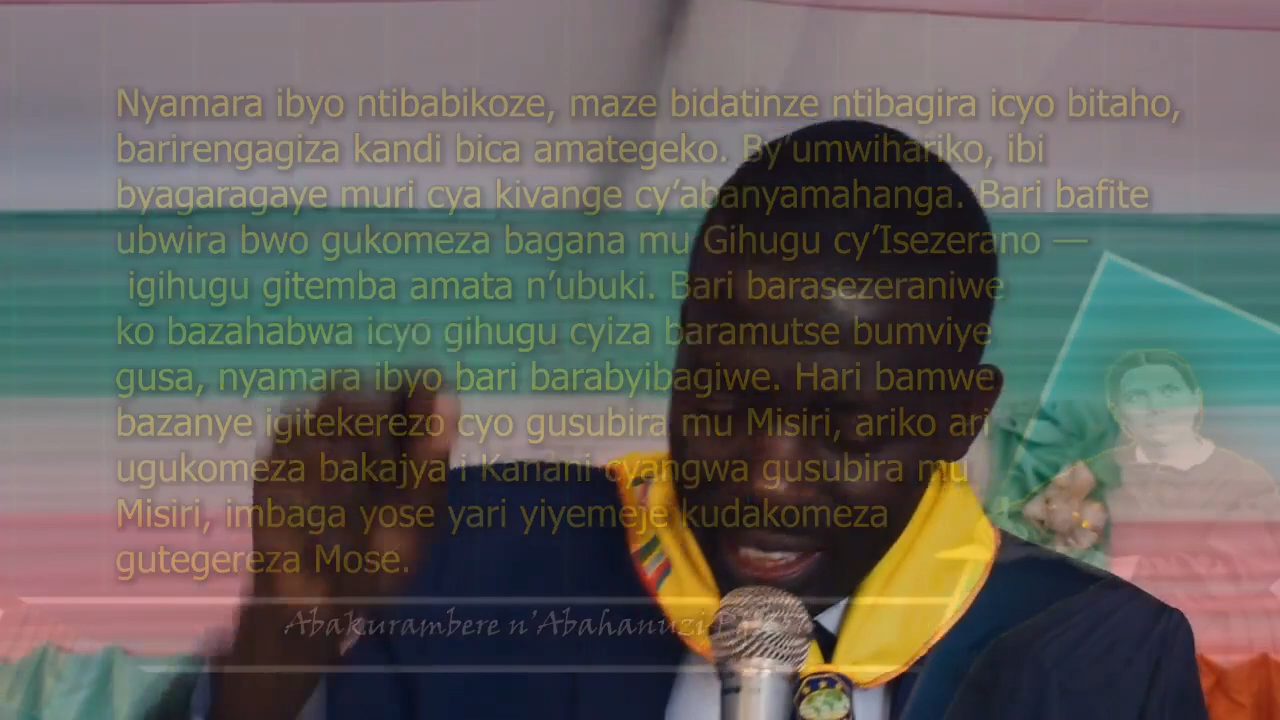 Nyamara ibyo ntibabikoze, maze bidatinze ntibagira icyo bitaho,
barirengagiza kandi bica amategeko. By’umwihariko, ibi
byagaragaye muri cya kivange cy’abanyamahanga. Bari bafite
ubwira bwo gukomeza bagana mu Gihugu cy’Isezerano —
igihugu gitemba amata n’ubuki. Bari barasezeraniwe
ko bazahabwa icyo gihugu cyiza baramutse bumviye
gusa, nyamara ibyo bari barabyibagiwe. Hari bamwe
bazanye igitekerezo cyo gusubira mu Misiri, ariko ari
ugukomeza bakajya i Kanani cyangwa gusubira mu
Misiri, imbaga yose yari yiyemeje kudakomeza
gutegereza Mose.
Abakurambere n’Abahanuzi